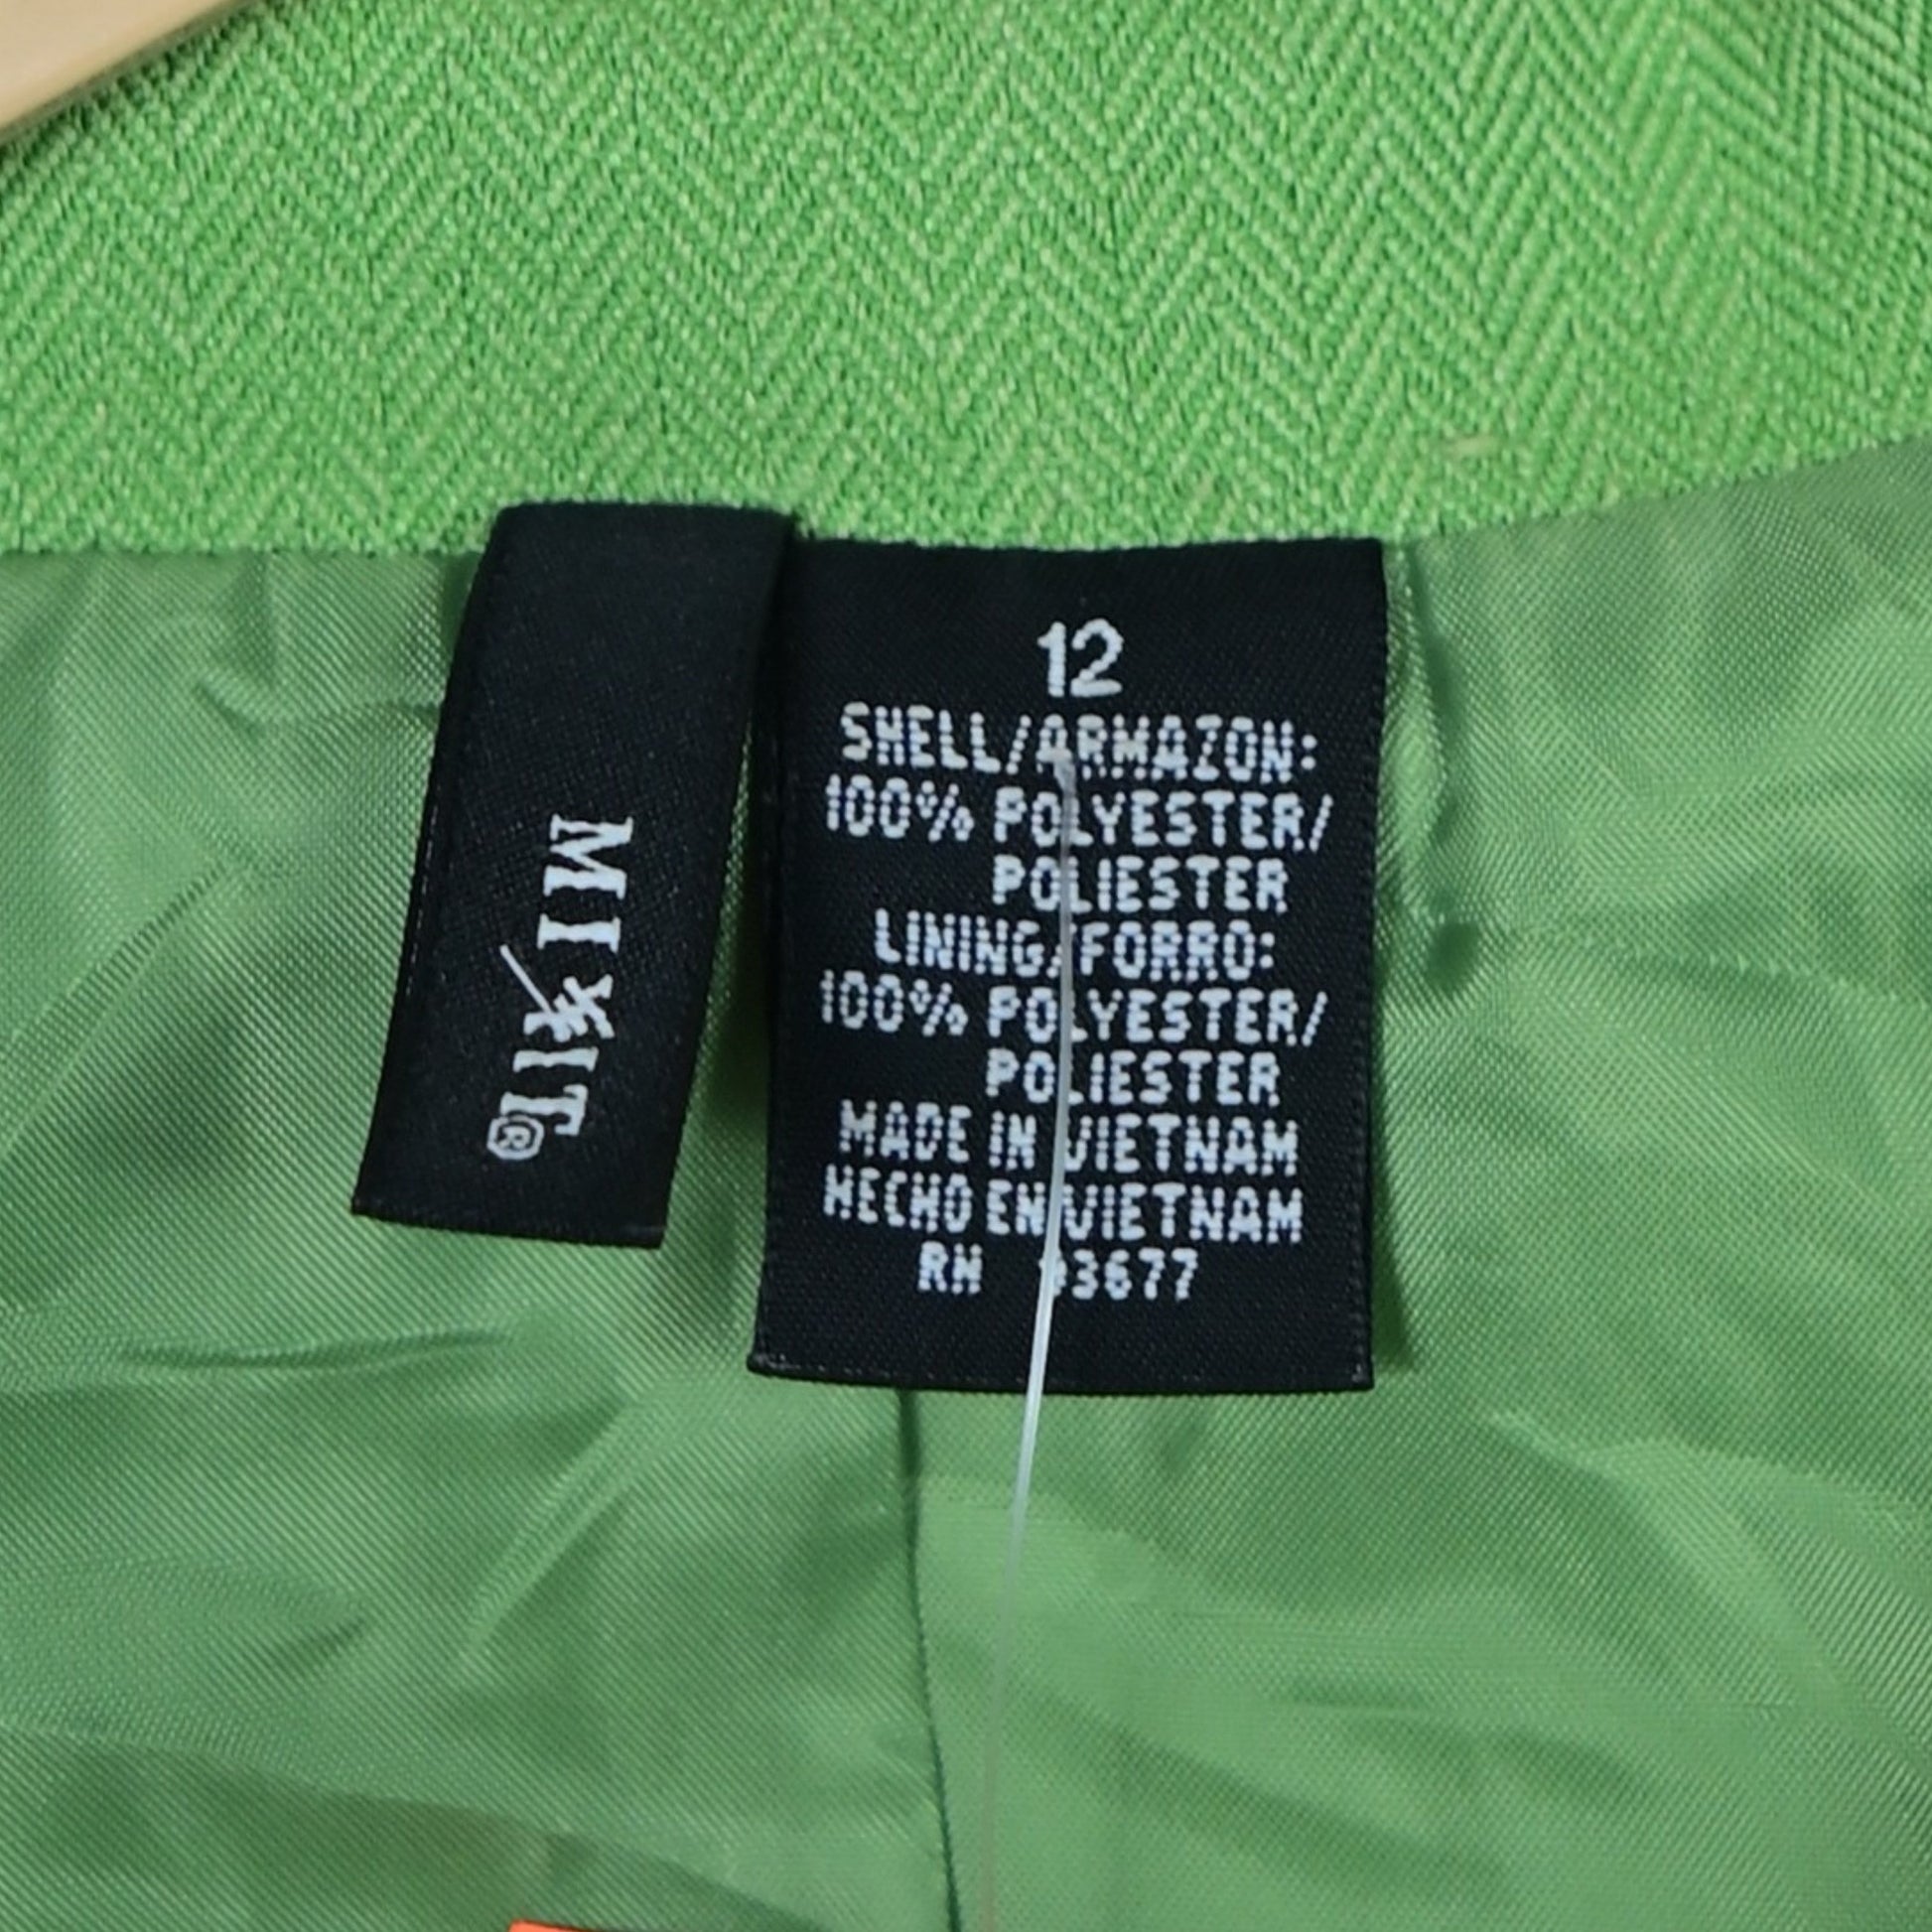 MIXIT®
12
SHELL/ARMAZON:
100% POLYESTER/
POLIESTER
LINING/FORRO:
100% POLYESTER/
POLIESTER
MADE IN VIETNAM
HECHO EN VIETNAM
RN 93677